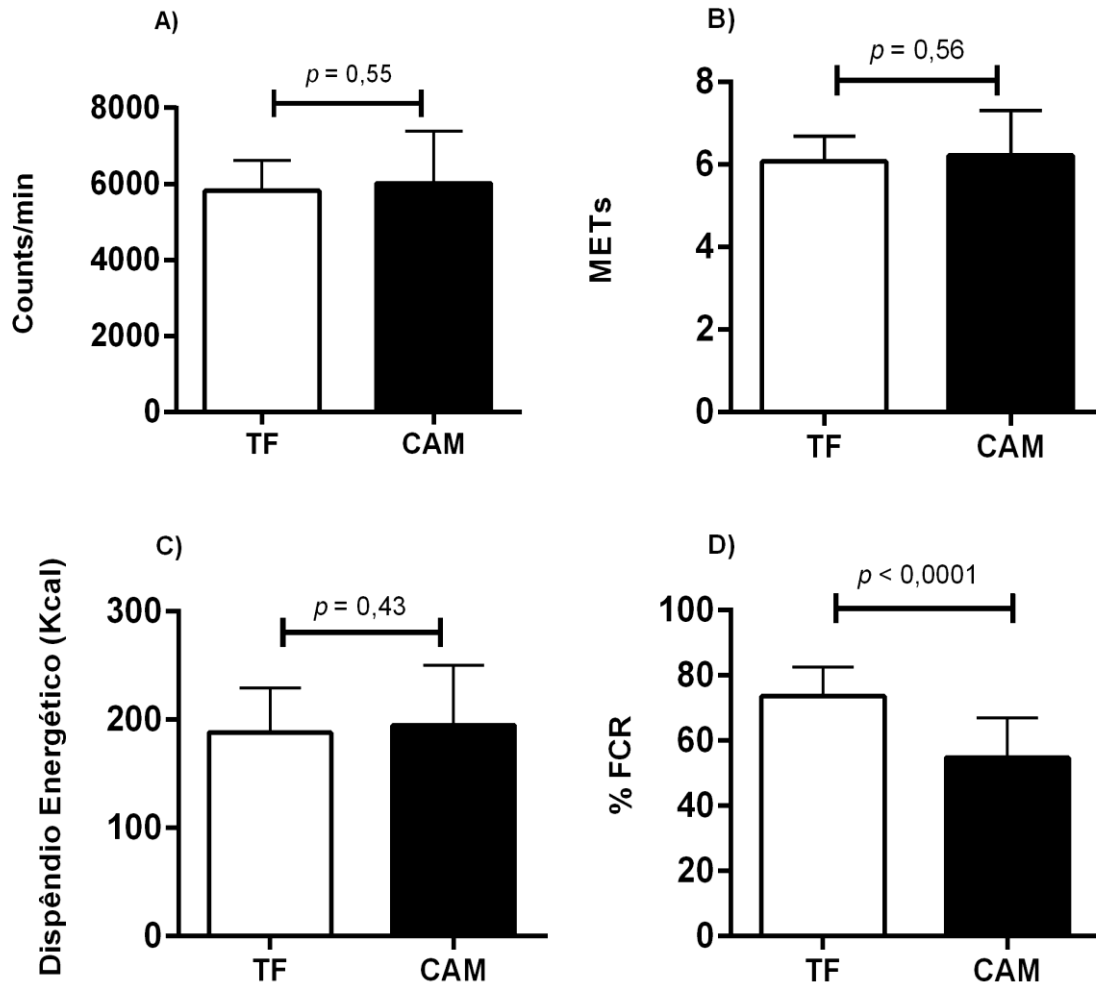 A)
p = 0,55
8000
6000
4000
2000
0
Counts/min
TF
CAM
B)
p = 0,56
8
6
4
2
0
METs
TF
CAM
C)
p = 0,43
300
200
100
0
Dispêndio Energético (Kcal)
TF
CAM
D)
p < 0,0001
100
80
60
40
20
0
% FCR
TF
CAM